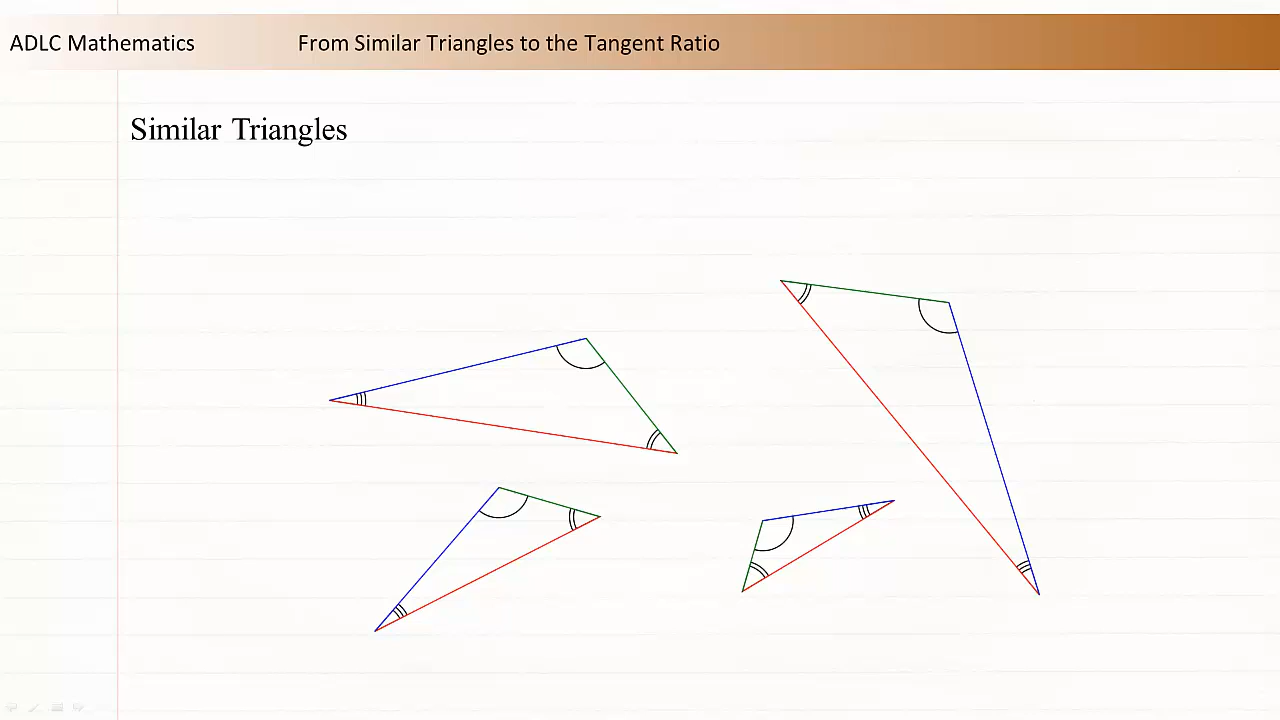 ADLC Mathematics From Similar Triangles to the Tangent Ratio
Similar Triangles